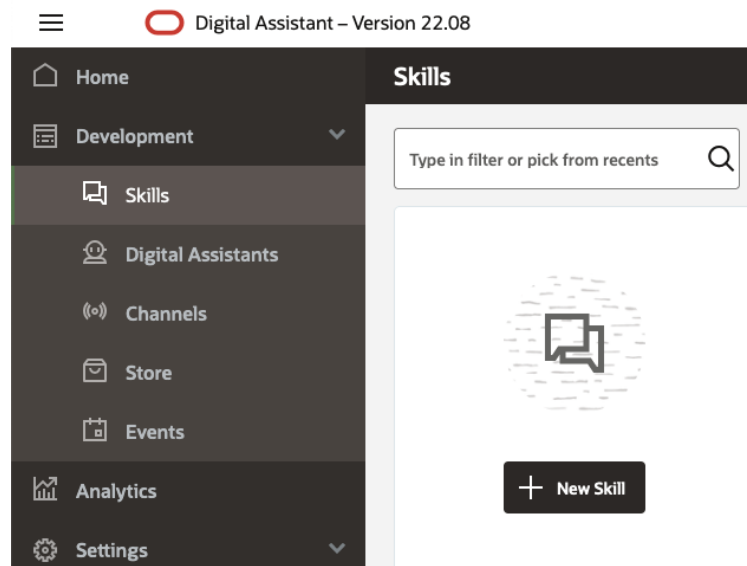 Digital Assistant – Version 22.08
Home
Development
Skills
Digital Assistants
Channels
Store
Events
Analytics
Settings
Skills
Type in filter or pick from recents
New Skill